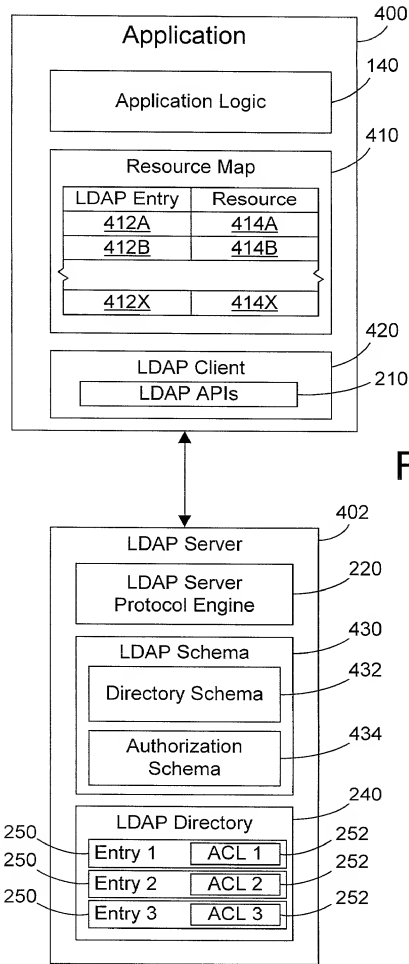 Application
400
Application Logic
140
Resource Map
410
LDAP Entry Resource
412A 414A
412B 414B
412X 414X
LDAP Client
420
LDAP APIs
210
F
LDAP Server
402
LDAP Server
Protocol Engine
220
LDAP Schema
430
Directory Schema
432
Authorization
Schema
434
LDAP Directory
240
250 Entry 1 ACL 1 252
250 Entry 2 ACL 2 252
250 Entry 3 ACL 3 252